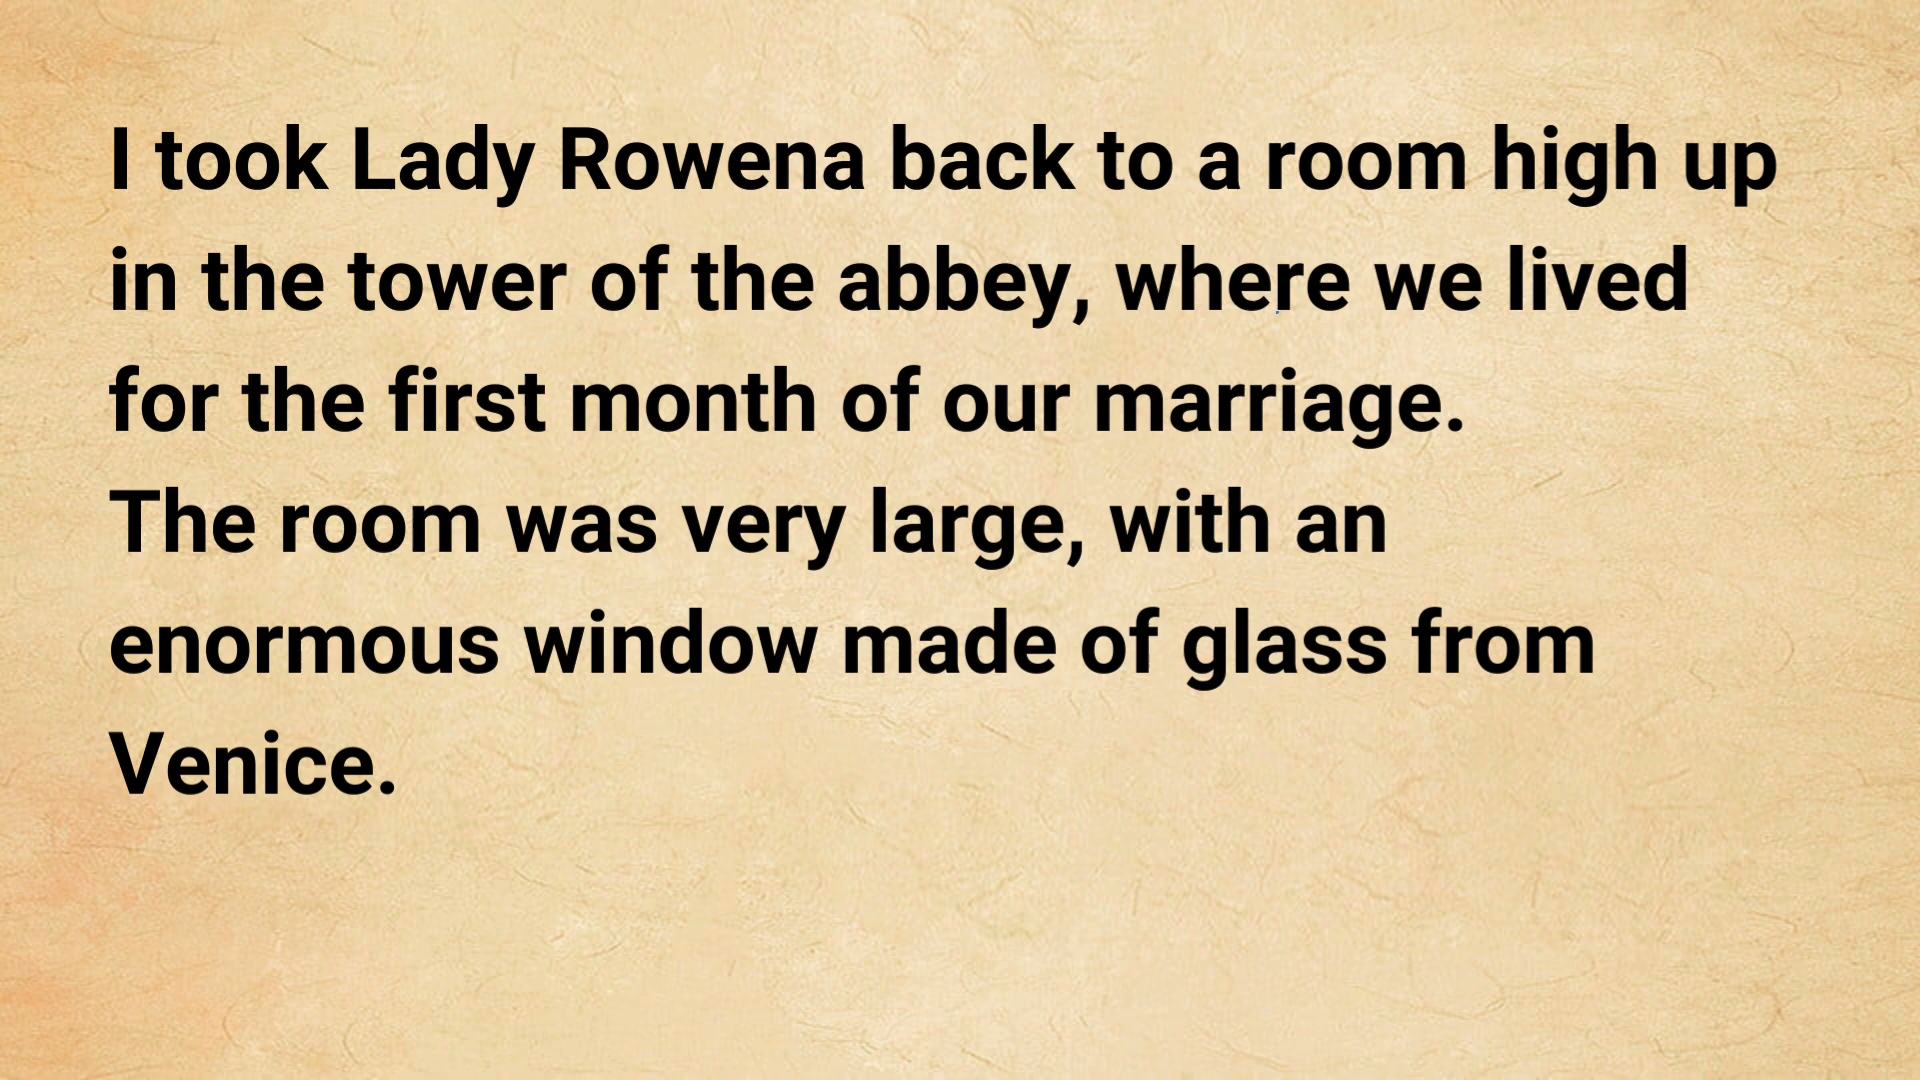 I took Lady Rowena back to a room high up
in the tower of the abbey, where we lived
for the first month of our marriage.
The room was very large, with an
enormous window made of glass from
Venice.